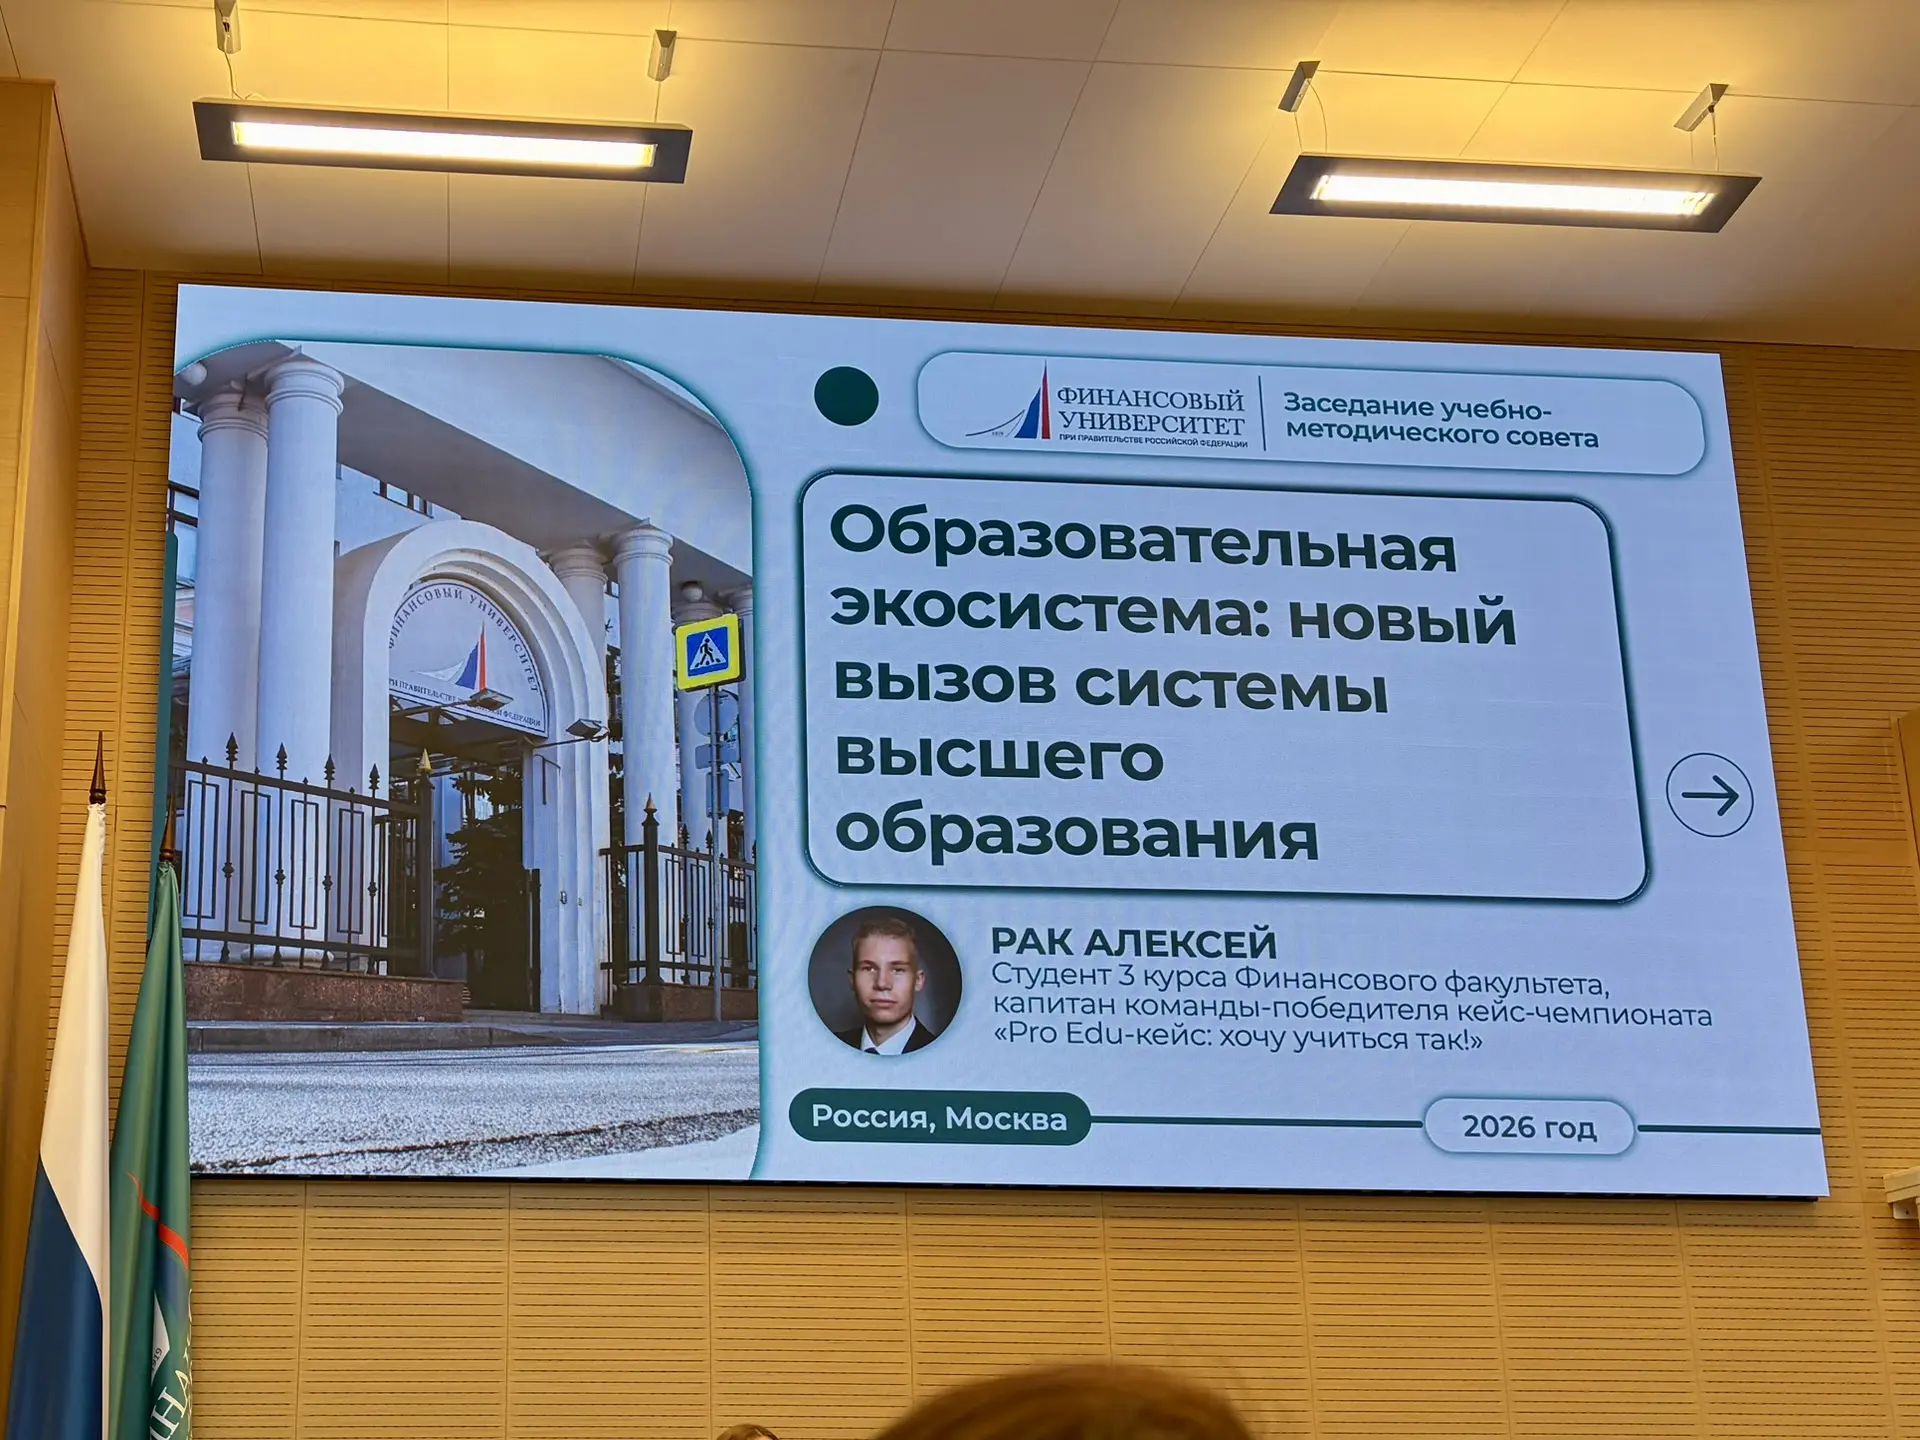 ФИНАНСОВЫЙ УНИВЕРСИТЕТ
ФИНАНСОВЫЙ
УНИВЕРСИТЕТ
ПРИ ПРАВИТЕЛЬСТВЕ РОССИЙСКОЙ ФЕДЕРАЦИИ
Заседание учебно-
методического совета
Образовательная
экосистема: новый
вызов системы
высшего
образования
РАК АЛЕКСЕЙ
Студент 3 курса Финансового факультета,
капитан команды-победителя кейс-чемпионата
«Pro Edu-кейс: хочу учиться так!»
Россия, Москва
2026 год